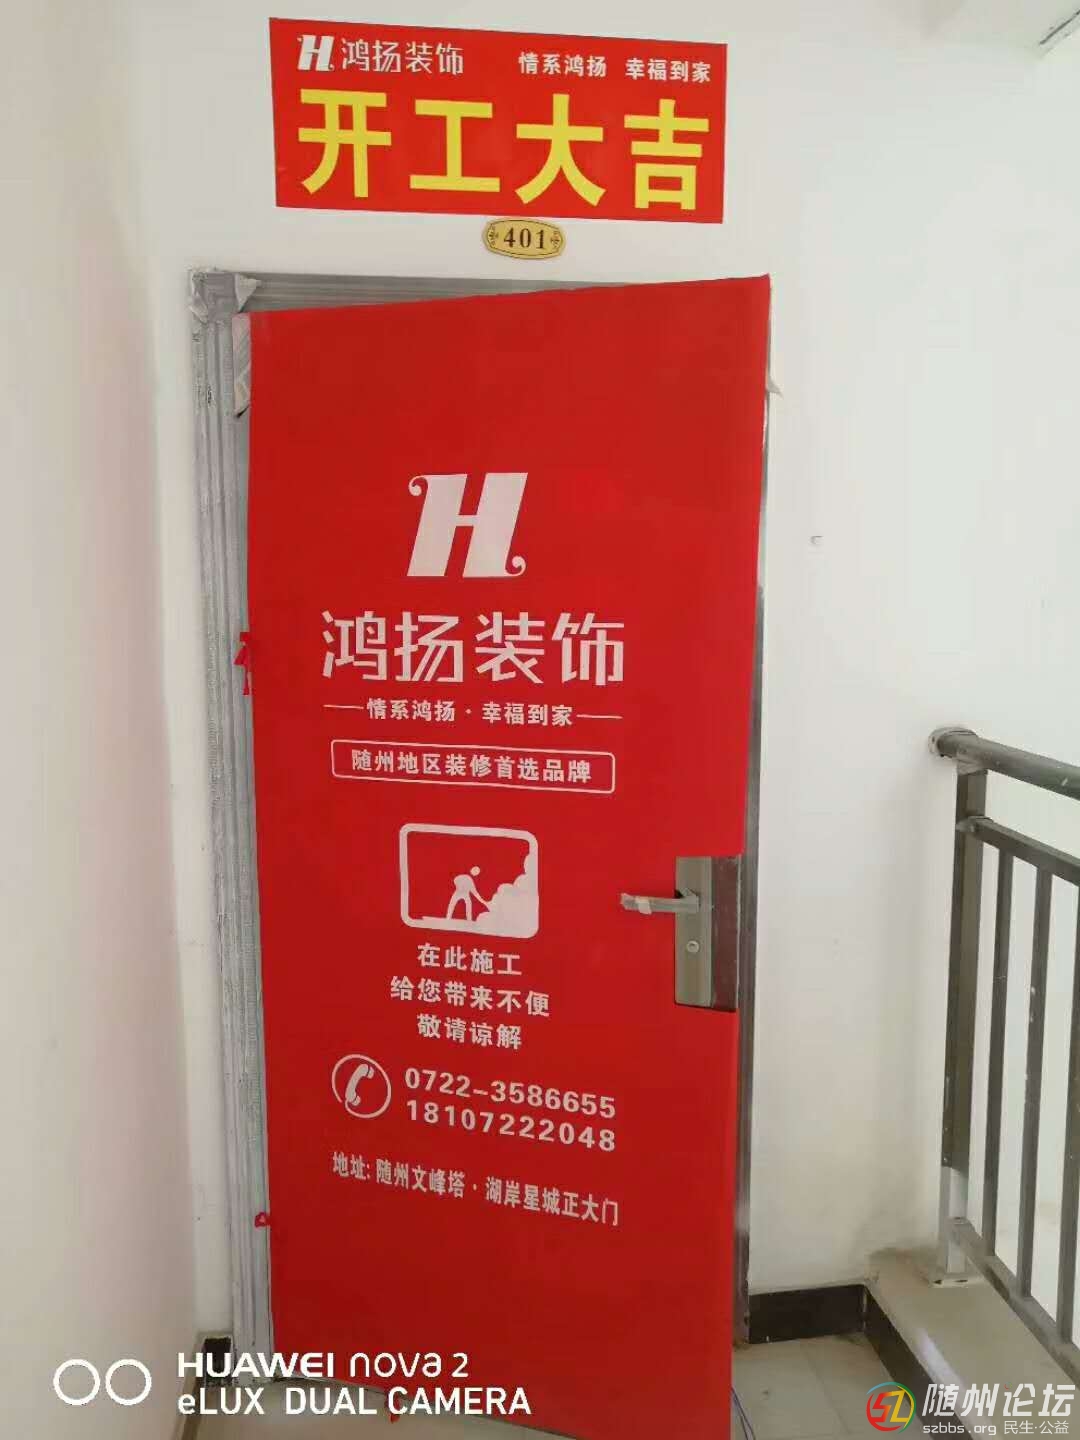 H 鸿扬装饰 情系鸿扬 幸福到家
开工大吉
401
H
鸿扬装饰
情系鸿扬·幸福到家
随州地区装修首选品牌
在此施工
给您带来不便
敬请谅解
0722-3586655
18107222048
地址:随州文峰塔·湖岸星城正大门
HUAWEI nova 2
eLUX DUAL CAMERA
SZ 随州论坛
szbbs.org 民生·公益